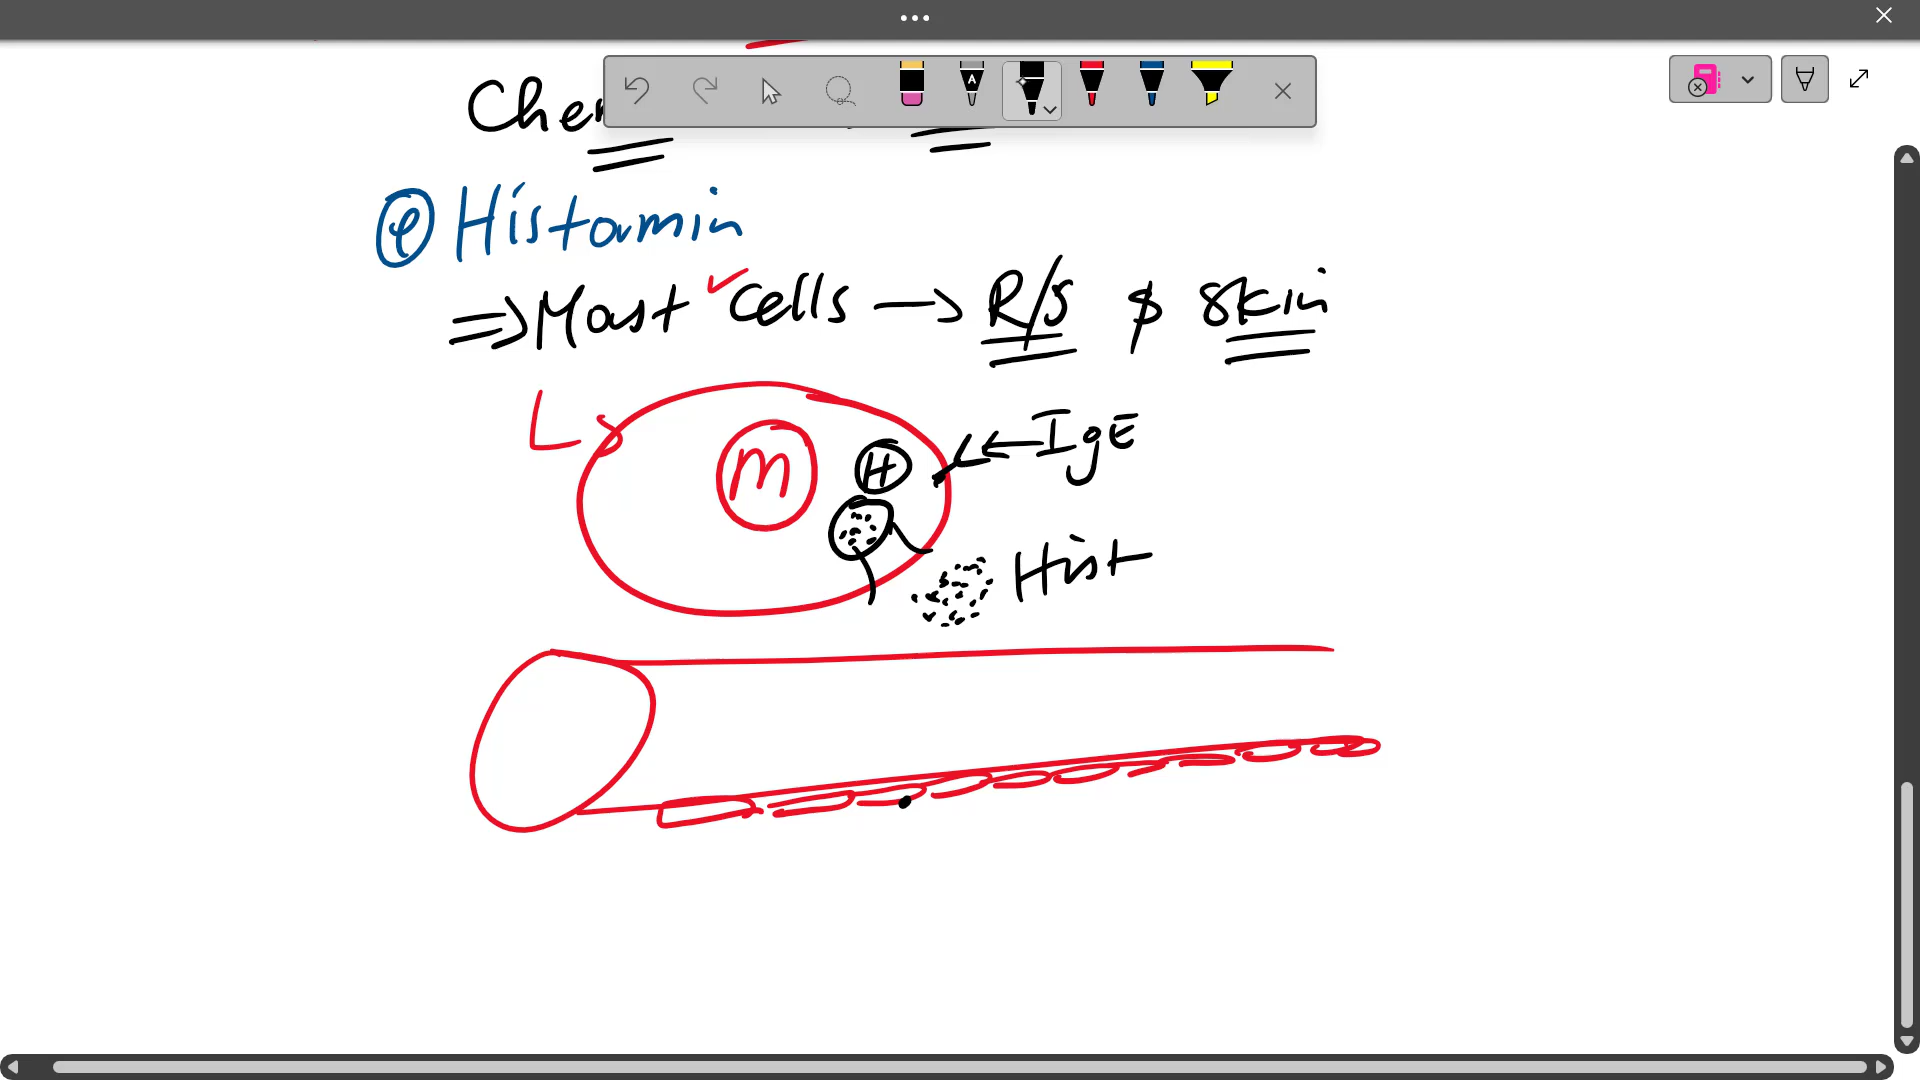 Che
Histamin
⇒ Mast cells → R/S & Skin
M
H
← IgE
Hist